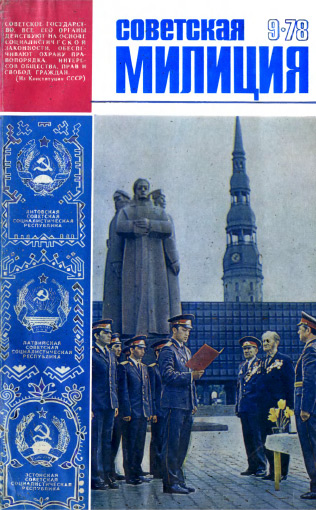 СОВЕТСКОЕ ГОСУДАРСТ-
ВО, ВСЕ ЕГО ОРГАНЫ
ДЕЙСТВУЮТ НА ОСНОВЕ
СОЦИАЛИСТИЧЕСКОЙ
ЗАКОННОСТИ, ОБЕСПЕ-
ЧИВАЮТ ОХРАНУ ПРА-
ВОПОРЯДКА, ИНТЕРЕ-
СОВ ОБЩЕСТВА, ПРАВ И
СВОБОД ГРАЖДАН.
(Из Конституции СССР)
СОВЕТСКАЯ 9·78
МИЛИЦИЯ
ЛИТОВСКАЯ
СОВЕТСКАЯ
СОЦИАЛИСТИЧЕСКАЯ
РЕСПУБЛИКА
ЛАТВИЙСКАЯ
СОВЕТСКАЯ
СОЦИАЛИСТИЧЕСКАЯ
РЕСПУБЛИКА
ЭСТОНСКАЯ
СОВЕТСКАЯ
СОЦИАЛИСТИЧЕСКАЯ
РЕСПУБЛИКА